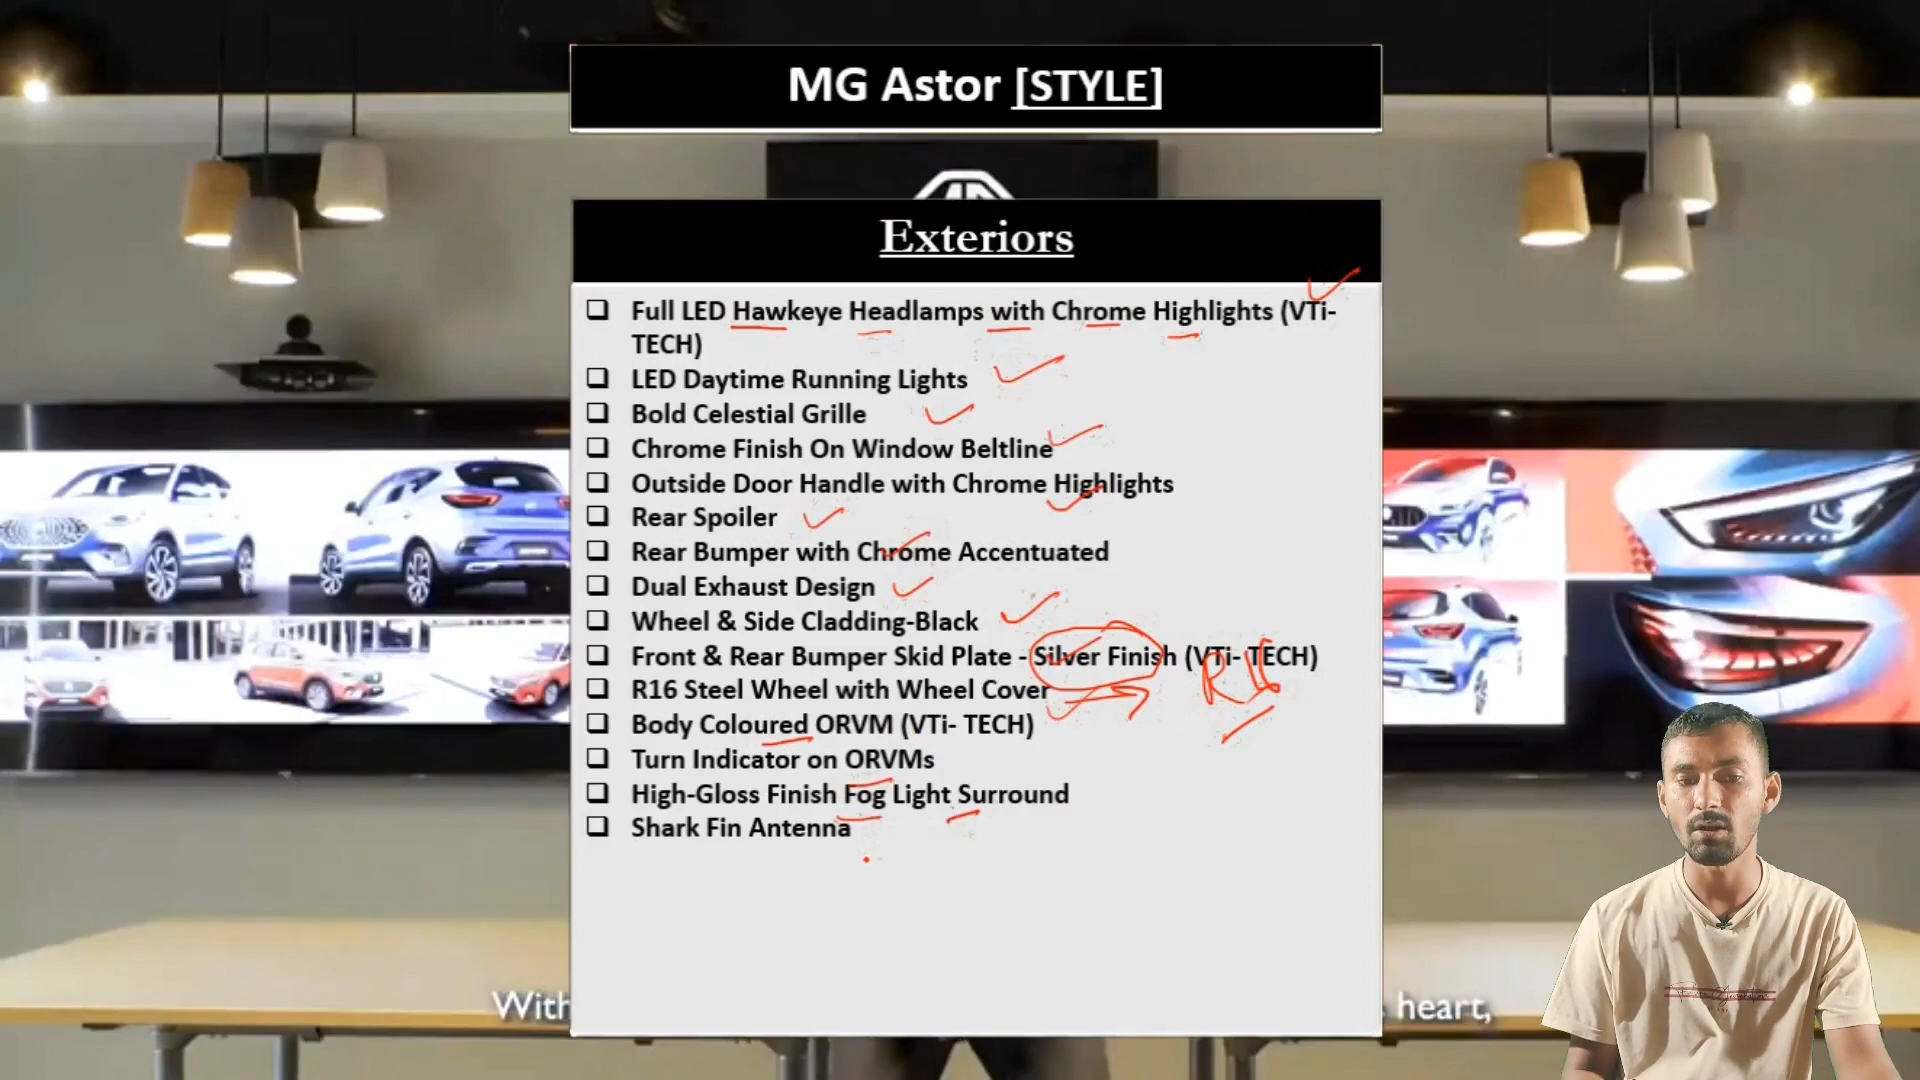 MG Astor [STYLE]
Exteriors
Full LED Hawkeye Headlamps with Chrome Highlights (VTi-
TECH)
LED Daytime Running Lights
Bold Celestial Grille
Chrome Finish On Window Beltline
Outside Door Handle with Chrome Highlights
Rear Spoiler
Rear Bumper with Chrome Accentuated
Dual Exhaust Design
Wheel & Side Cladding-Black
Front & Rear Bumper Skid Plate - Silver Finish (VTi- TECH)
R16 Steel Wheel with Wheel Cover
R16
Body Coloured ORVM (VTi- TECH)
Turn Indicator on ORVMs
High-Gloss Finish Fog Light Surround
Shark Fin Antenna
With heart,